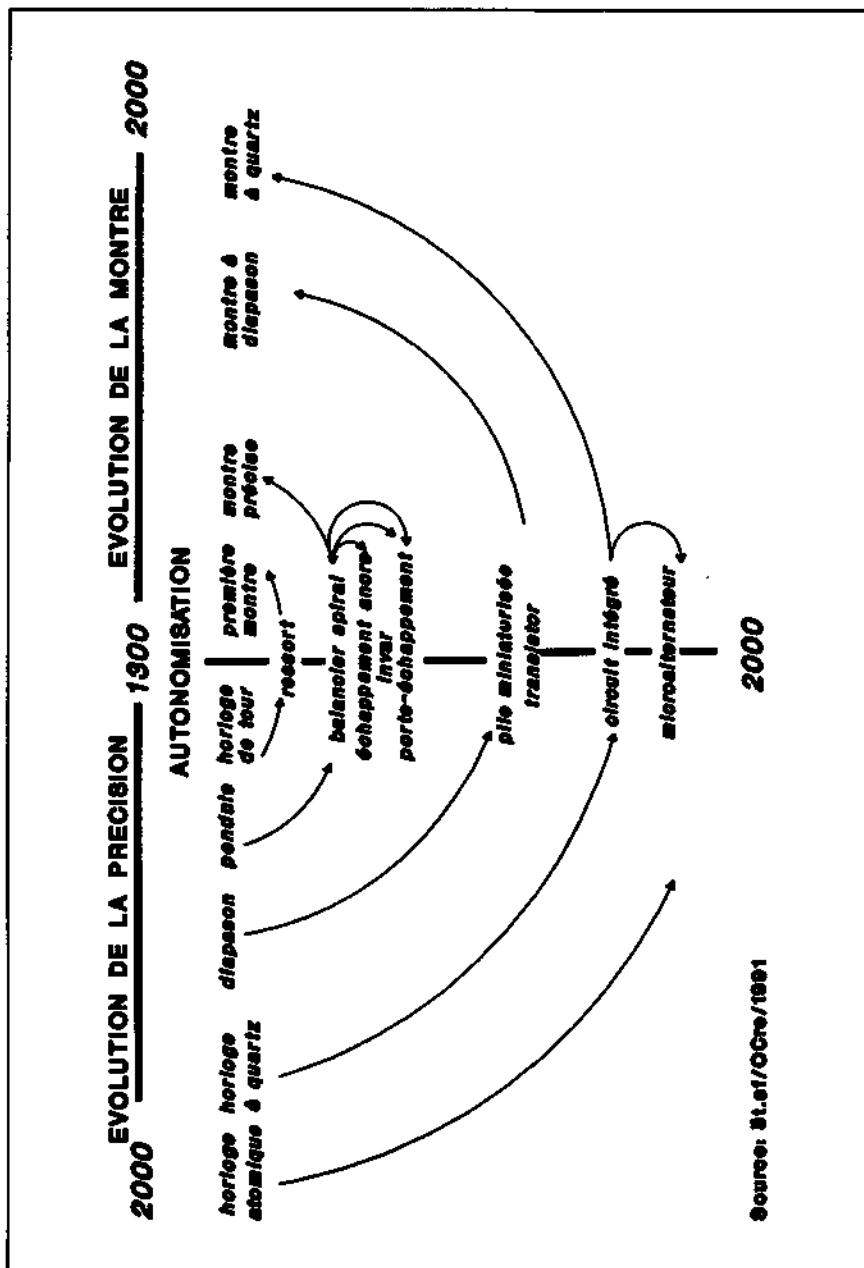 EVOLUTION DE LA PRECISION
EVOLUTION DE LA MONTRE
2000
1300
2000
AUTONOMISATION
horloge atomique
horloge à quartz
diapason
pendule
horloge de tour
première montre
montre précise
montre à diapason
montre à quartz
ressort
balancier spiral
échappement ancre
invar
porte-échappement
pile miniaturisée
transistor
circuit intégré
microalternateur
2000
Source: St.ef/OCre/1991